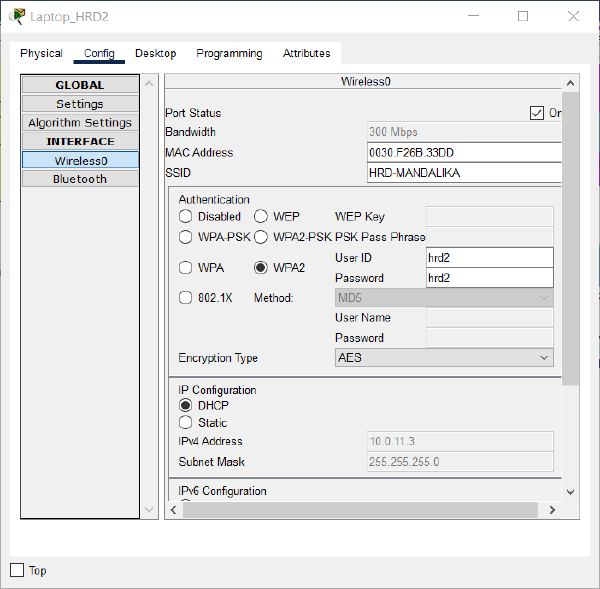 Laptop_HRD2
Physical Config Desktop Programming Attributes
GLOBAL
Settings
Algorithm Settings
INTERFACE
Wireless0
Bluetooth
Wireless0
Port Status On
Bandwidth 300 Mbps
MAC Address 0030.F26B.33DD
SSID HRD-MANDALIKA
Authentication
Disabled WEP WEP Key
WPA-PSK WPA2-PSK PSK Pass Phrase
User ID hrd2
WPA WPA2
Password hrd2
802.1X Method: MD5
User Name
Password
Encryption Type AES
IP Configuration
DHCP
Static
IPv4 Address 10.0.11.3
Subnet Mask 255.255.255.0
IPv6 Configuration
Top